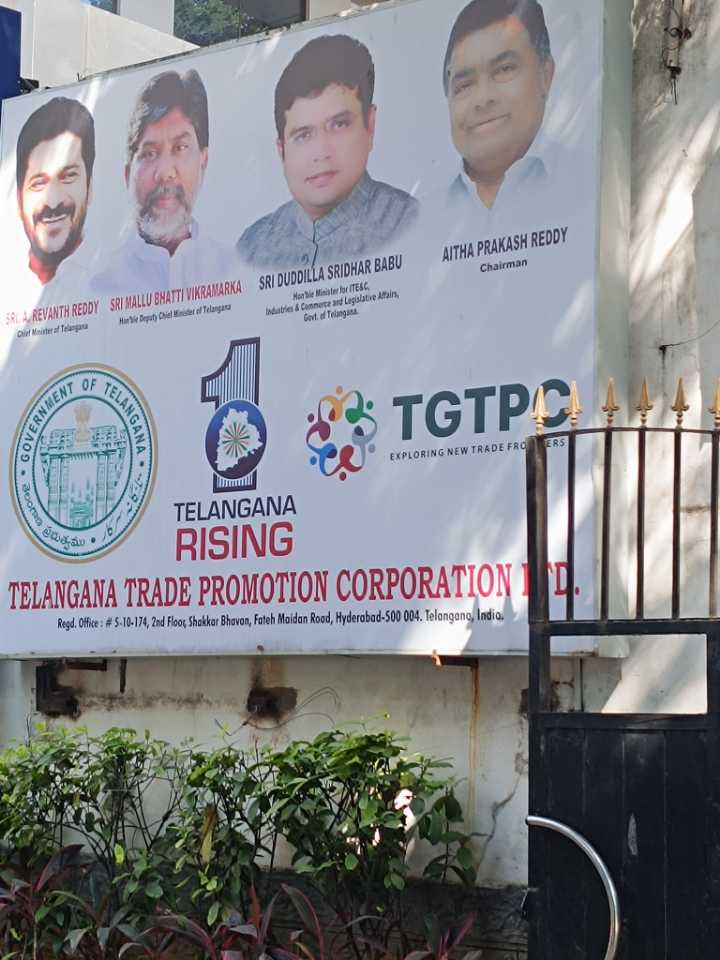 SRI. A. REVANTH REDDY
Chief Minister of Telangana
SRI MALLU BHATTI VIKRAMARKA
Hon'ble Deputy Chief Minister of Telangana
SRI DUDDILLA SRIDHAR BABU
Hon'ble Minister for ITE&C,
Industries & Commerce and Legislative Affairs,
Govt. of Telangana.
AITHA PRAKASH REDDY
Chairman
GOVERNMENT OF TELANGANA
తెలంగాణ ప్రభుత్వము
1
TELANGANA
RISING
TGTPC
EXPLORING NEW TRADE
TELANGANA TRADE PROMOTION CORPORATION
Regd. Office : # 5-10-174, 2nd Floor, Shakkar Bhavan, Fateh Maidan Road, Hyderabad-500 004. Telangana, India.